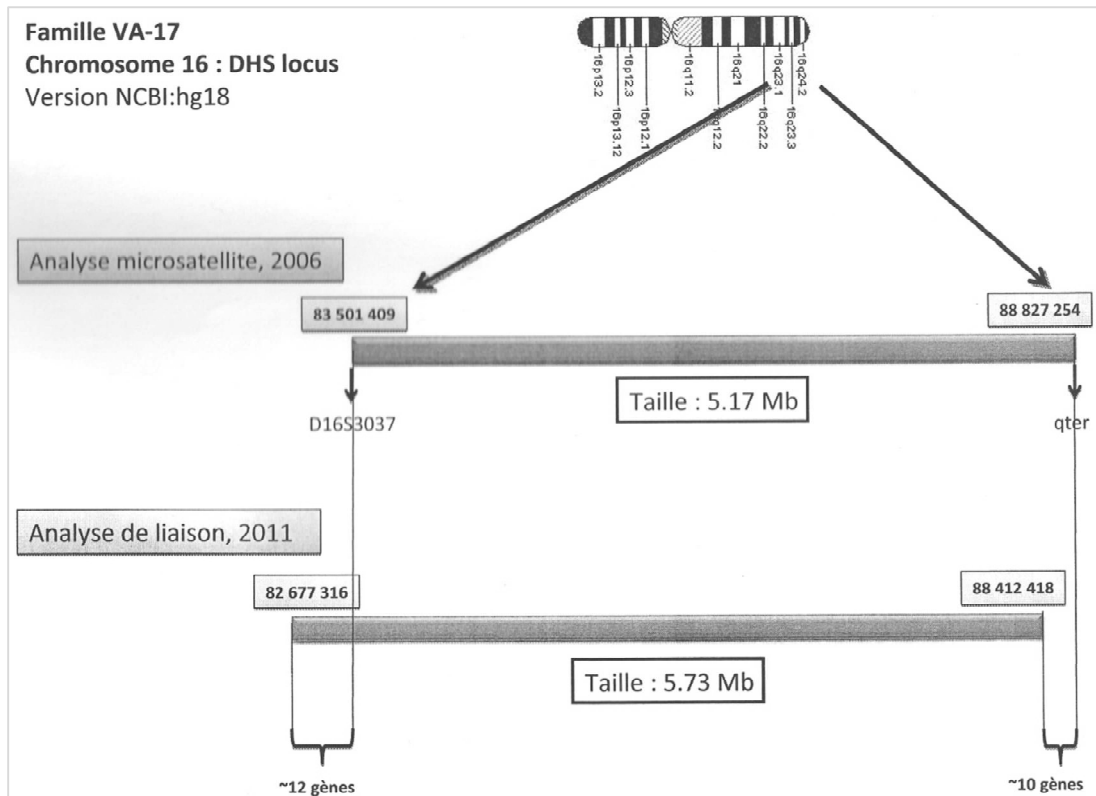 Famille VA-17
Chromosome 16 : DHS locus
Version NCBI:hg18
16p13.2
16p12.3
16q11.2
16q21
16q23.1
16q24.2
16p13.12
16p12.1
16q12.2
16q22.2
16q23.3
Analyse microsatellite, 2006
83 501 409
88 827 254
Taille : 5.17 Mb
D16S3037
qter
Analyse de liaison, 2011
82 677 316
88 412 418
Taille : 5.73 Mb
~12 gènes
~10 gènes